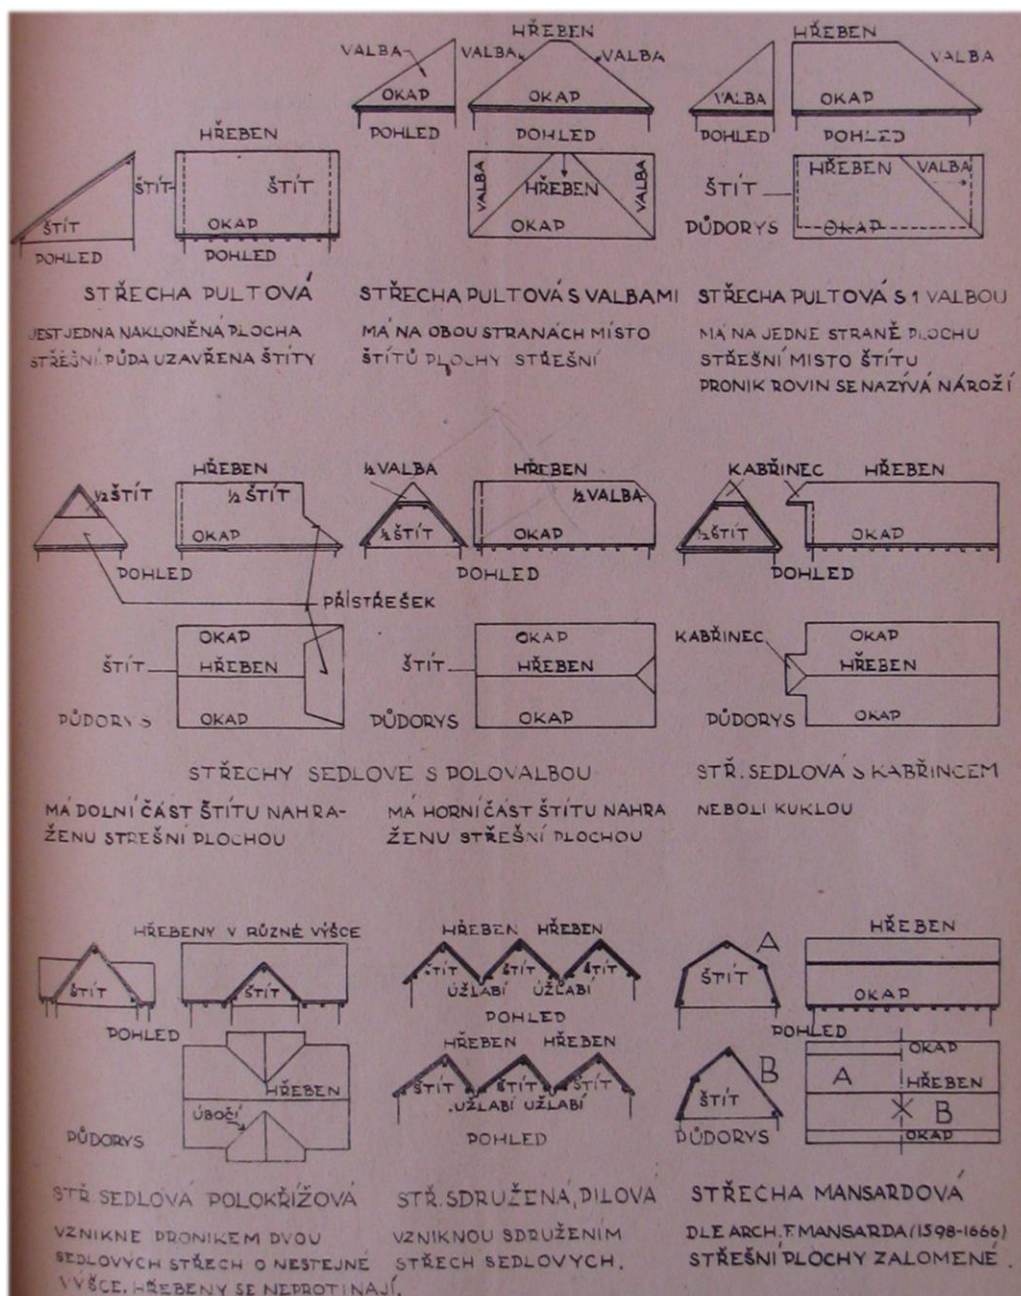 HŘEBEN
VALBA
VALBA
VALBA
OKAP
OKAP
POHLED
POHLED
HŘEBEN
VALBA
VALBA
OKAP
POHLED
POHLED
HŘEBEN
ŠTÍT
ŠTÍT
ŠTÍT
OKAP
POHLED
POHLED
VALBA
HŘEBEN
VALBA
OKAP
HŘEBEN
VALBA
ŠTÍT
PŮDORYS
OKAP
STŘECHA PULTOVÁ
JEST JEDNA NAKLONĚNÁ PLOCHA
STŘEŠNÍ PŮDA UZAVŘENA ŠTÍTY
STŘECHA PULTOVÁ S VALBAMI
MÁ NA OBOU STRANÁCH MÍSTO
ŠTÍTŮ PLOCHY STŘEŠNÍ
STŘECHA PULTOVÁ S 1 VALBOU
MÁ NA JEDNE STRANĚ PLOCHU
STŘEŠNÍ MISTO ŠTÍTU
PRONIK ROVIN SE NAZÝVÁ NÁROŽÍ
HŘEBEN
½ ŠTÍT
½ ŠTÍT
OKAP
POHLED
PŘÍSTŘEŠEK
OKAP
ŠTÍT
HŘEBEN
PŮDORYS
OKAP
½ VALBA
HŘEBEN
½ VALBA
½ ŠTÍT
OKAP
POHLED
OKAP
ŠTÍT
HŘEBEN
PŮDORYS
OKAP
KABŘINEC
HŘEBEN
½ ŠTÍT
OKAP
POHLED
KABŘINEC
OKAP
HŘEBEN
PŮDORYS
OKAP
STŘECHY SEDLOVÉ S POLOVALBOU
MÁ DOLNÍ ČÁST ŠTÍTU NAHRA-
ŽENU STREŠNÍ PLOCHOU
MÁ HORNÍ ČÁST ŠTÍTU NAHRA
ŽENU STŘEŠNÍ PLOCHOU
STŘ. SEDLOVÁ S KABŘINCEM
NEBOLI KUKLOU
HŘEBENY V RŮZNÉ VÝŠCE
ŠTÍT
ŠTÍT
POHLED
HŘEBEN
ÚBOČÍ
PŮDORYS
HŘEBEN HŘEBEN
ŠTÍT ŠTÍT ŠTÍT
ÚŽLABÍ ÚŽLABÍ
POHLED
HŘEBEN HŘEBEN
ŠTÍT ŠTÍT ŠTÍT
UŽLABÍ UŽLABÍ
POHLED
HŘEBEN
A
ŠTÍT
OKAP
POHLED
OKAP
A
HŘEBEN
B
B
ŠTÍT
PŮDORYS
OKAP
STŘ. SEDLOVÁ POLOKŘÍŽOVÁ
VZNIKNE PRONIKEM DVOU
SEDLOVÝCH STŘECH O NESTEJNÉ
VÝŠCE. HŘEBENY SE NEPROTINAJÍ.
STŘ. SDRUŽENÁ, PILOVÁ
VZNIKNOU SDRUŽENÍM
STŘECH SEDLOVÝCH.
STŘECHA MANSARDOVÁ
DLE ARCH. F. MANSARDA (1598-1666)
STŘEŠNÍ PLOCHY ZALOMENÉ.